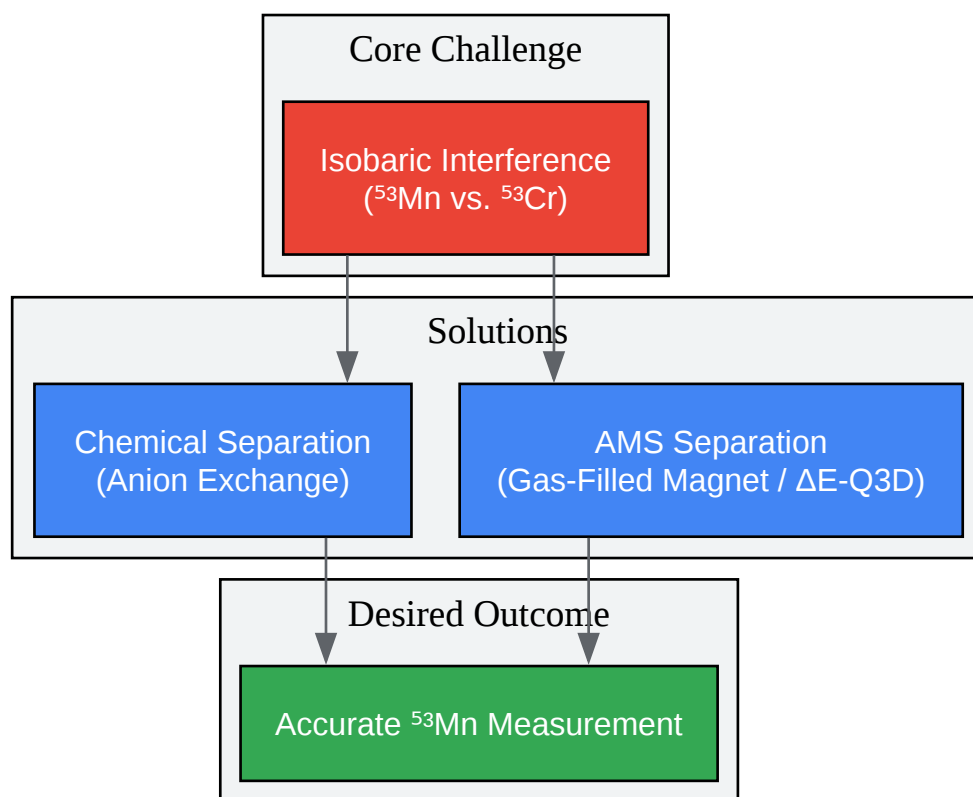 Core Challenge
Isobaric Interference
(⁵³Mn vs. ⁵³Cr)
Solutions
Chemical Separation
(Anion Exchange)
AMS Separation
(Gas-Filled Magnet / ΔE-Q3D)
Desired Outcome
Accurate ⁵³Mn Measurement